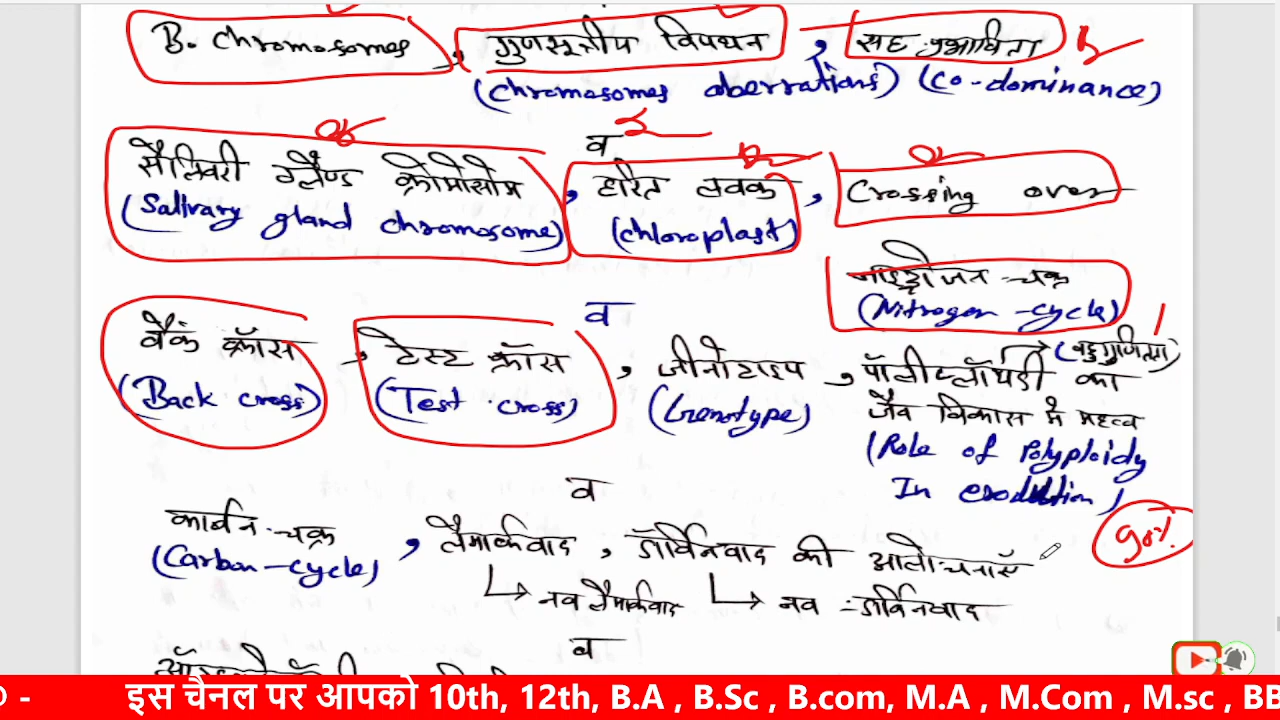 B. chromosomes, गुणसूत्रीय विपथन, सह प्रभाविता
(chromosomes aberrations) (co-dominance)
व
सैलिवरी ग्लैण्ड क्रोमोसोम, हरित लवक, Crossing over
(Salivary gland chromosome) (chloroplast)
नाइट्रोजन-चक्र
(Nitrogen-cycle)
व
बैक क्रॉस, टेस्ट क्रॉस, जीनोटाइप, पॉलीप्लॉयडी का → (बहुगुणिता)
(Back cross) (Test cross) (Genotype) जैव विकास में महत्व
(Role of Polyploidy
In evolution)
व
कार्बन-चक्र, लैमार्कवाद, डार्विनवाद की आलोचनाएँ 90%
(Carbon-cycle) → नव लैमार्कवाद → नव-डार्विनवाद
व
इस चैनल पर आपको 10th, 12th, B.A , B.Sc , B.com, M.A , M.Com , M.sc , BB